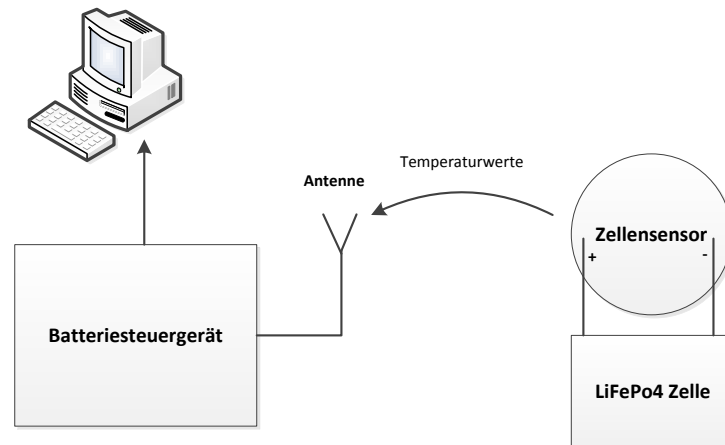 Temperaturwerte
Antenne
Zellensensor
+ -
Batteriesteuergerät
LiFePo4 Zelle